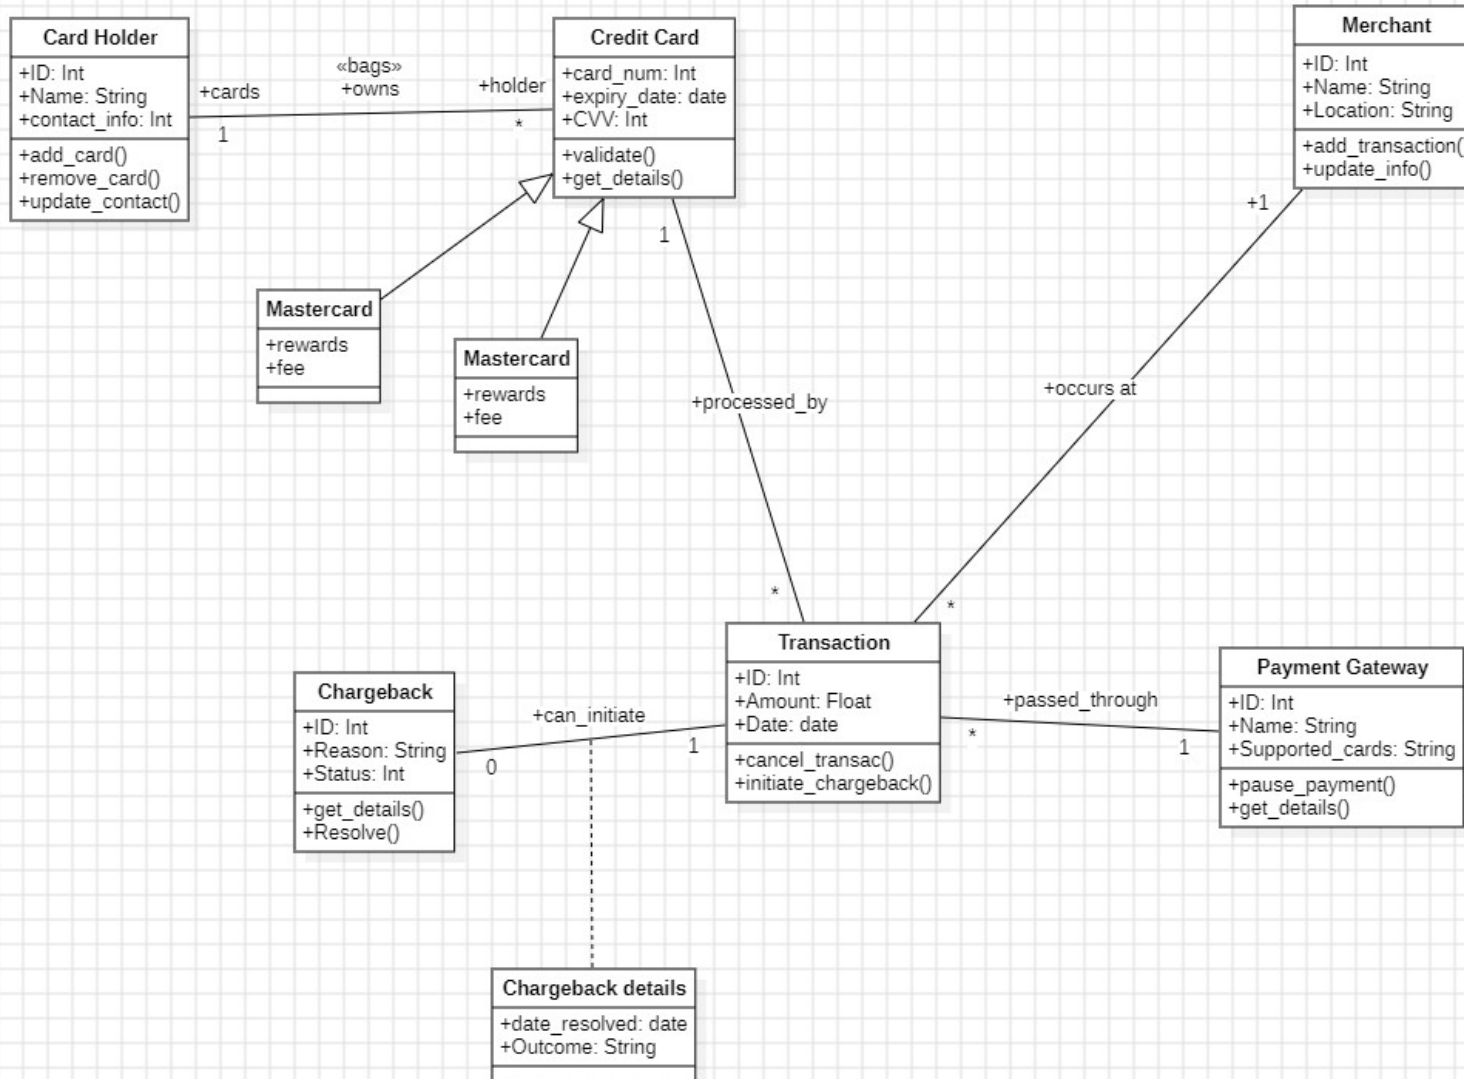 Card Holder
+ID: Int
+Name: String
+contact_info: Int
+add_card()
+remove_card()
+update_contact()
+cards
1
«bags»
+owns
+holder
*
Credit Card
+card_num: Int
+expiry_date: date
+CVV: Int
+validate()
+get_details()
1
Merchant
+ID: Int
+Name: String
+Location: String
+add_transaction(
+update_info()
+1
Mastercard
+rewards
+fee
Mastercard
+rewards
+fee
+processed_by
*
+occurs at
*
Chargeback
+ID: Int
+Reason: String
+Status: Int
+get_details()
+Resolve()
+can_initiate
0
1
Transaction
+ID: Int
+Amount: Float
+Date: date
+cancel_transac()
+initiate_chargeback()
+passed_through
*
1
Payment Gateway
+ID: Int
+Name: String
+Supported_cards: String
+pause_payment()
+get_details()
Chargeback details
+date_resolved: date
+Outcome: String